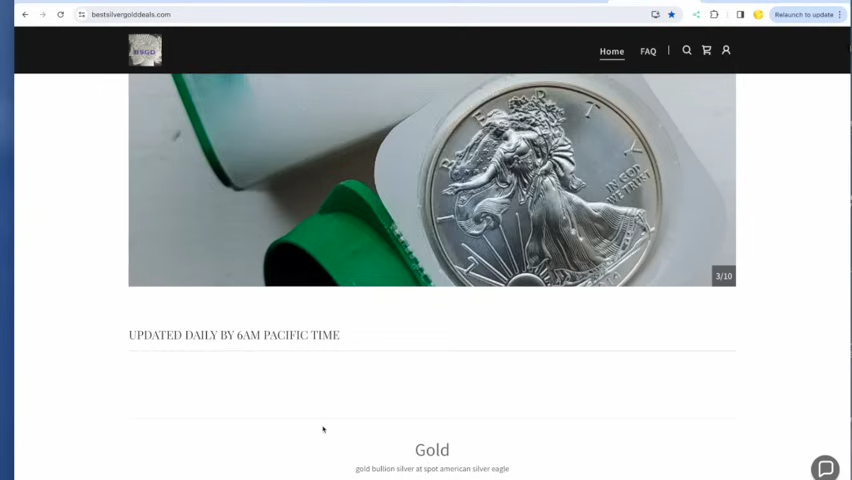 bestsilvergolddeals.com
Relaunch to update
BSGD
Home
FAQ
LIBERTY
IN GOD
WE TRUST
3/10
UPDATED DAILY BY 6AM PACIFIC TIME
Gold
gold bullion silver at spot american silver eagle